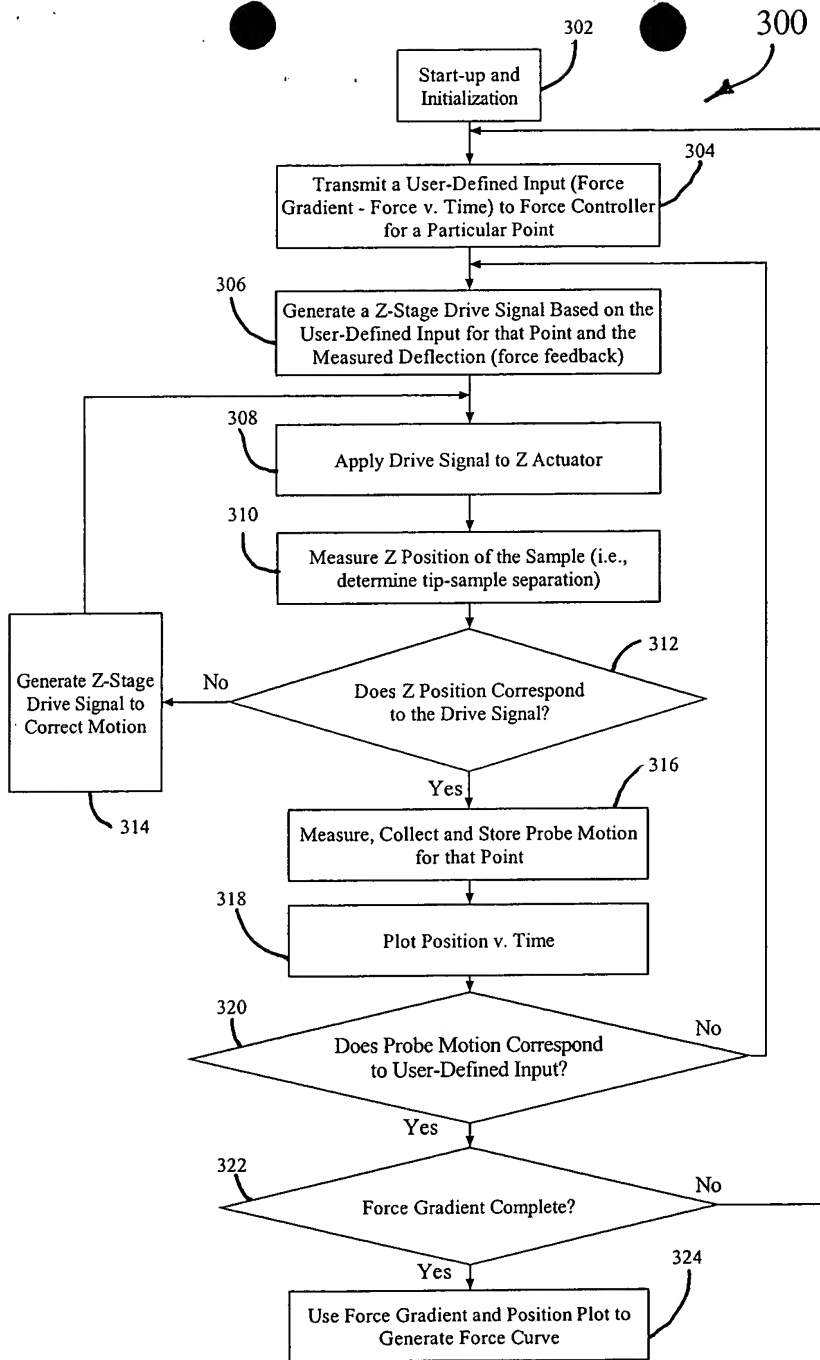 300
302
Start-up and
Initialization
304
Transmit a User-Defined Input (Force
Gradient - Force v. Time) to Force Controller
for a Particular Point
306
Generate a Z-Stage Drive Signal Based on the
User-Defined Input for that Point and the
Measured Deflection (force feedback)
308
Apply Drive Signal to Z Actuator
310
Measure Z Position of the Sample (i.e.,
determine tip-sample separation)
312
Does Z Position Correspond
to the Drive Signal?
No
Generate Z-Stage
Drive Signal to
Correct Motion
314
Yes
316
Measure, Collect and Store Probe Motion
for that Point
318
Plot Position v. Time
320
Does Probe Motion Correspond
to User-Defined Input?
No
Yes
322
Force Gradient Complete?
No
Yes
324
Use Force Gradient and Position Plot to
Generate Force Curve